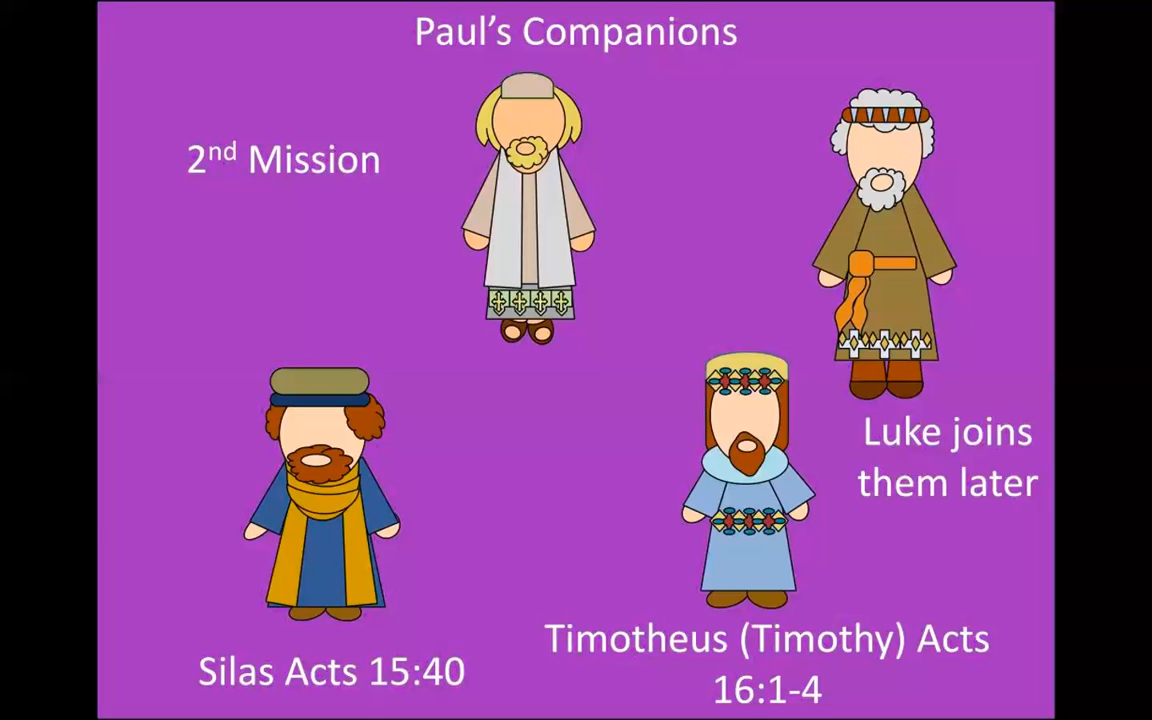 Paul’s Companions
2nd Mission
Luke joins
them later
Silas Acts 15:40
Timotheus (Timothy) Acts
16:1-4